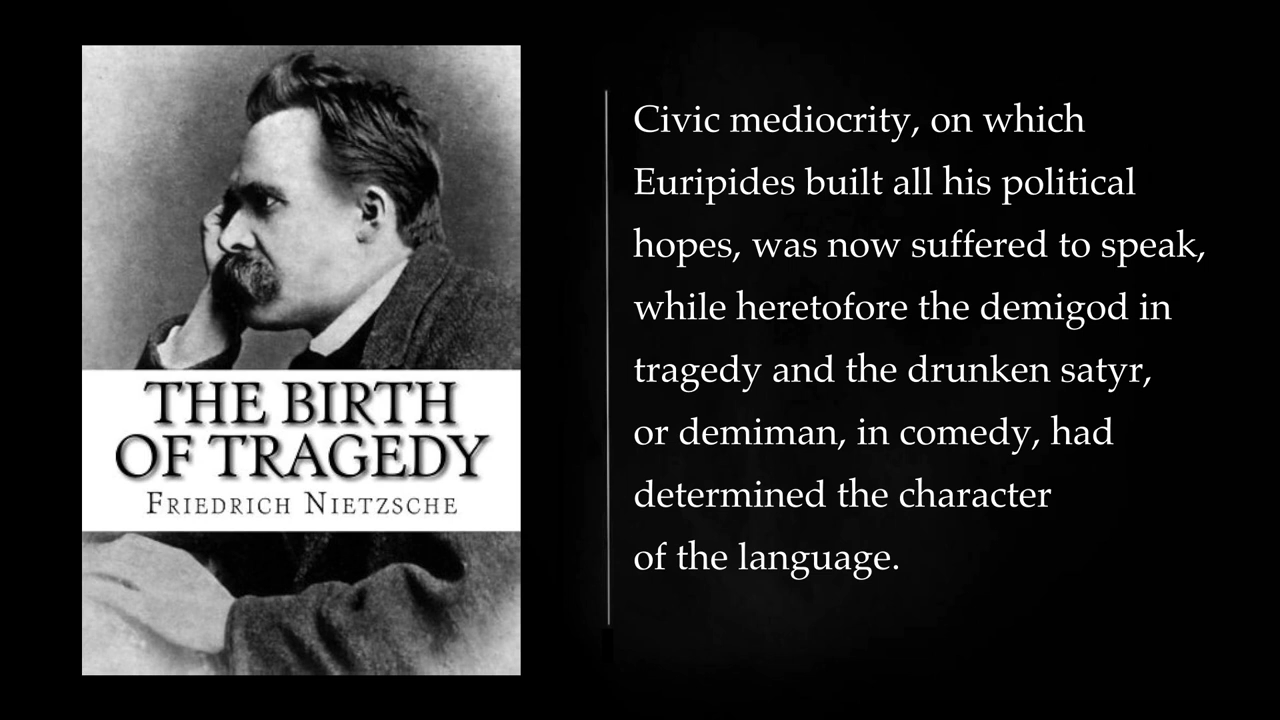 THE BIRTH
OF TRAGEDY
FRIEDRICH NIETZSCHE
Civic mediocrity, on which
Euripides built all his political
hopes, was now suffered to speak,
while heretofore the demigod in
tragedy and the drunken satyr,
or demiman, in comedy, had
determined the character
of the language.